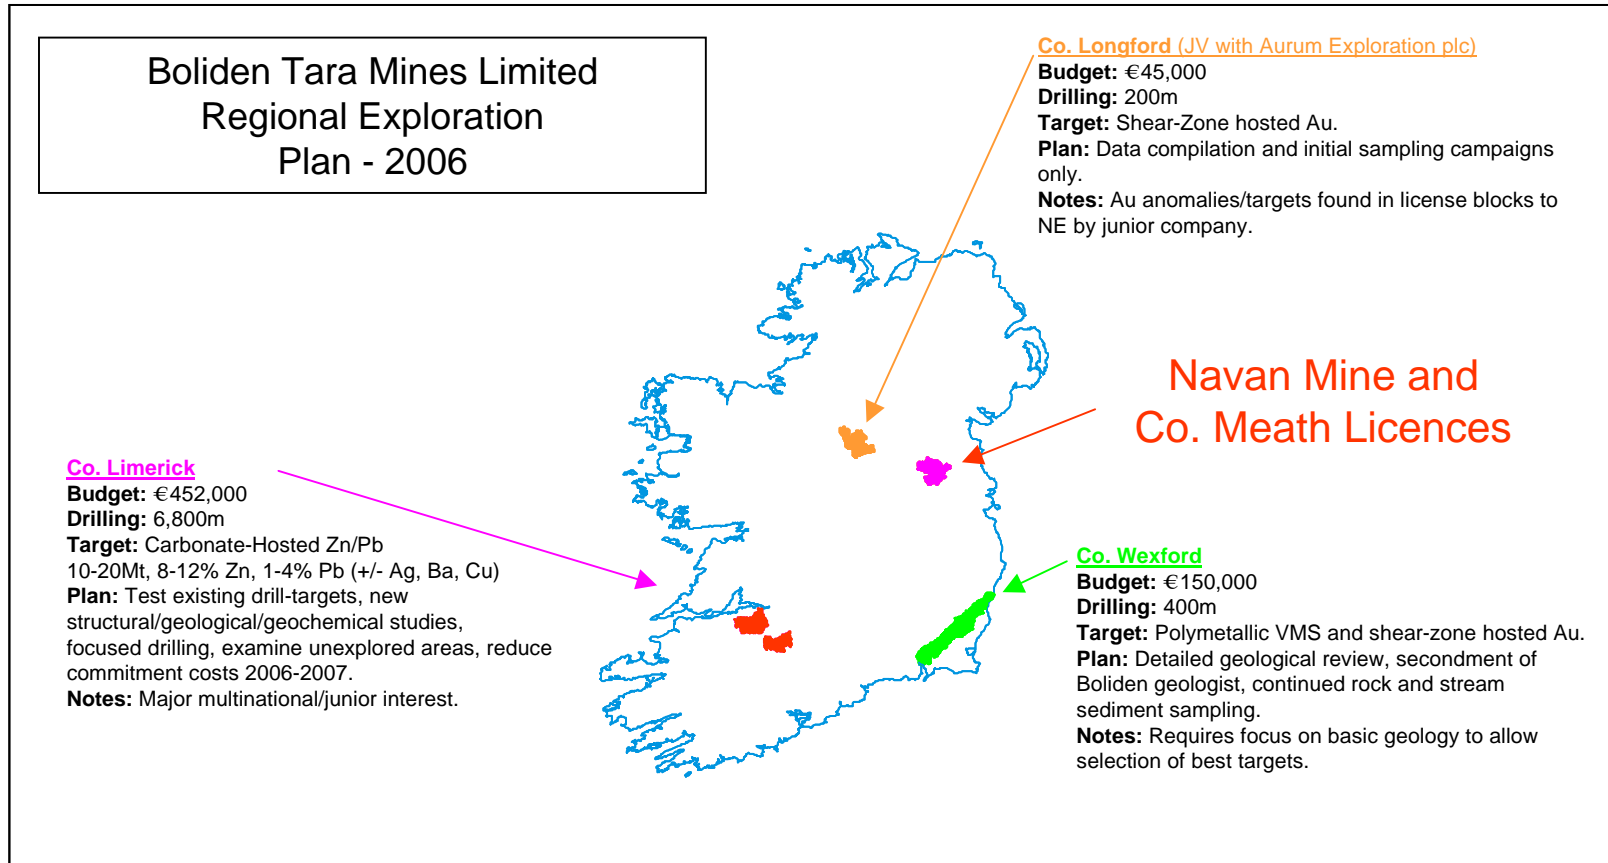 Boliden Tara Mines Limited
Regional Exploration
Plan - 2006
Co. Longford (JV with Aurum Exploration plc)
Budget: €45,000
Drilling: 200m
Target: Shear-Zone hosted Au.
Plan: Data compilation and initial sampling campaigns
only.
Notes: Au anomalies/targets found in license blocks to
NE by junior company.
Navan Mine and
Co. Meath Licences
Co. Limerick
Budget: €452,000
Drilling: 6,800m
Target: Carbonate-Hosted Zn/Pb
10-20Mt, 8-12% Zn, 1-4% Pb (+/- Ag, Ba, Cu)
Plan: Test existing drill-targets, new
structural/geological/geochemical studies,
focused drilling, examine unexplored areas, reduce
commitment costs 2006-2007.
Notes: Major multinational/junior interest.
Co. Wexford
Budget: €150,000
Drilling: 400m
Target: Polymetallic VMS and shear-zone hosted Au.
Plan: Detailed geological review, secondment of
Boliden geologist, continued rock and stream
sediment sampling.
Notes: Requires focus on basic geology to allow
selection of best targets.